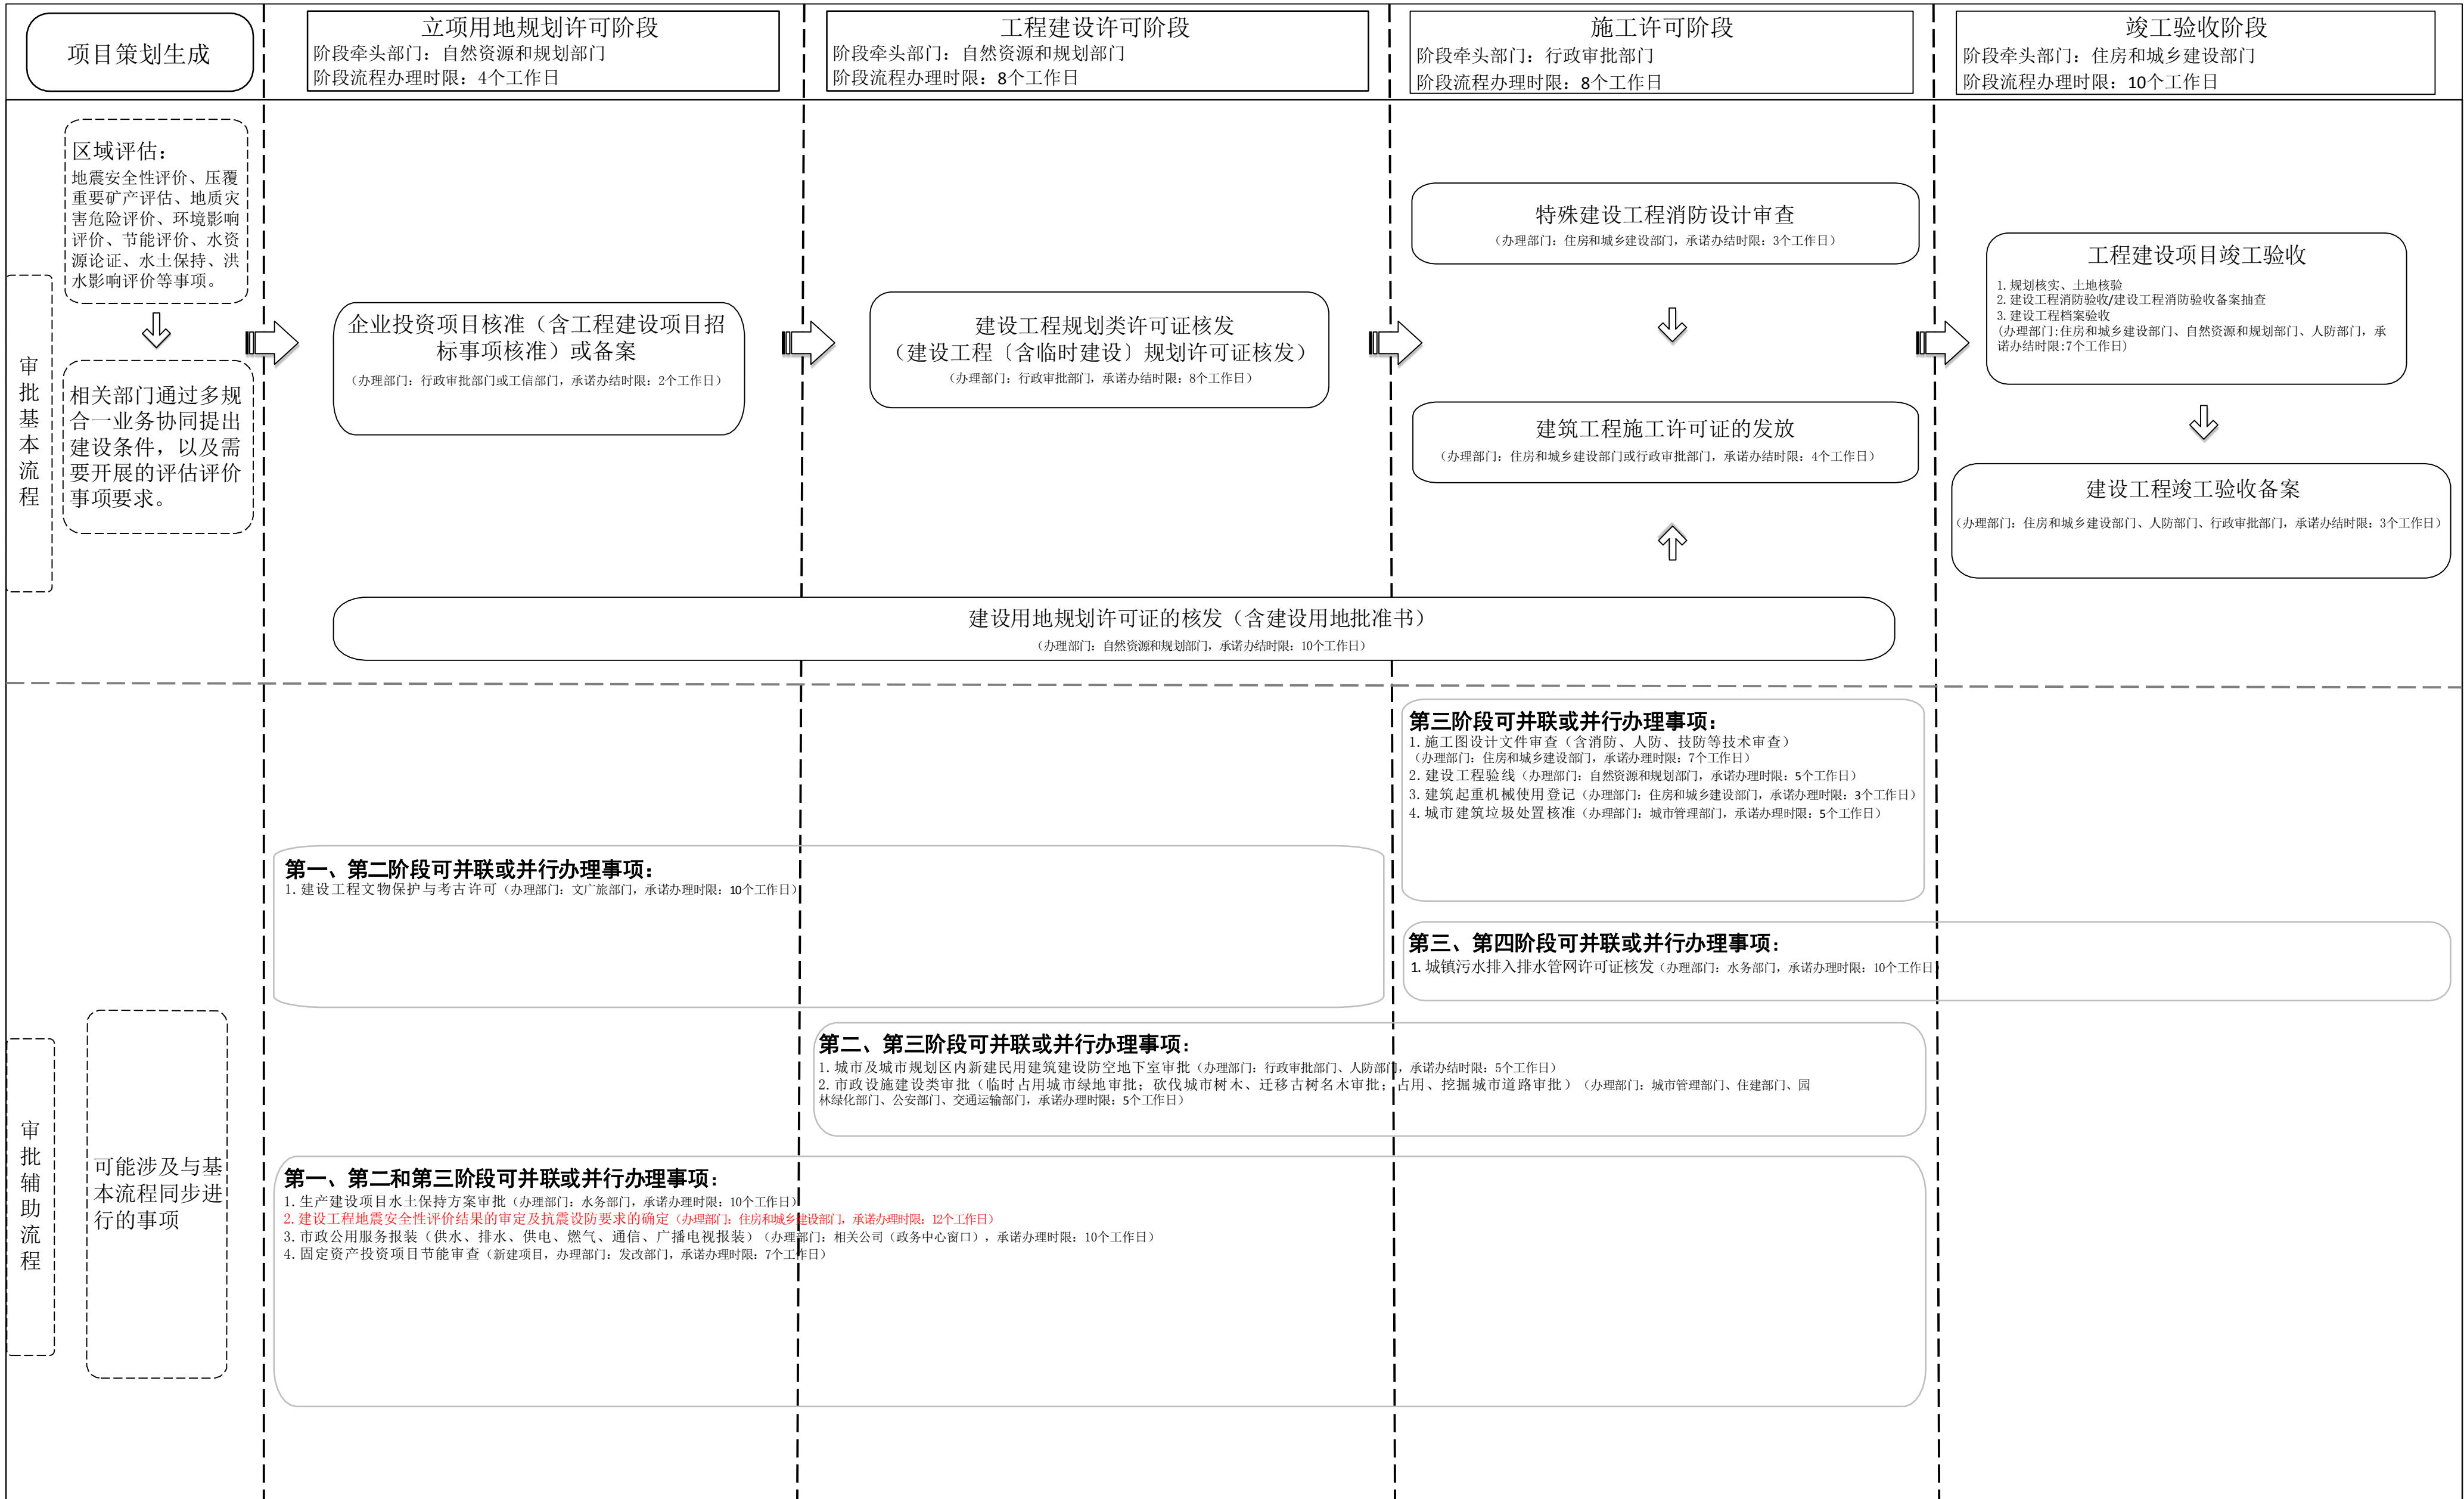 项目策划生成
立项用地规划许可阶段
阶段牵头部门：自然资源和规划部门
阶段流程办理时限：4个工作日
工程建设许可阶段
阶段牵头部门：自然资源和规划部门
阶段流程办理时限：8个工作日
施工许可阶段
阶段牵头部门：行政审批部门
阶段流程办理时限：8个工作日
竣工验收阶段
阶段牵头部门：住房和城乡建设部门
阶段流程办理时限：10个工作日
审批基本流程
区域评估：
地震安全性评价、压覆
重要矿产评估、地质灾
害危险评价、环境影响
评价、节能评价、水资
源论证、水土保持、洪
水影响评价等事项。
相关部门通过多规
合一业务协同提出
建设条件，以及需
要开展的评估评价
事项要求。
企业投资项目核准（含工程建设项目招
标事项核准）或备案
（办理部门：行政审批部门或工信部门，承诺办结时限：2个工作日）
建设工程规划类许可证核发
（建设工程〔含临时建设〕规划许可证核发）
（办理部门：行政审批部门，承诺办结时限：8个工作日）
特殊建设工程消防设计审查
（办理部门：住房和城乡建设部门，承诺办结时限：3个工作日）
建筑工程施工许可证的发放
（办理部门：住房和城乡建设部门或行政审批部门，承诺办结时限：4个工作日）
工程建设项目竣工验收
1.规划核实、土地核验
2.建设工程消防验收/建设工程消防验收备案抽查
3.建设工程档案验收
(办理部门:住房和城乡建设部门、自然资源和规划部门、人防部门，承
诺办结时限:7个工作日)
建设工程竣工验收备案
（办理部门：住房和城乡建设部门、人防部门、行政审批部门，承诺办结时限：3个工作日）
建设用地规划许可证的核发（含建设用地批准书）
（办理部门：自然资源和规划部门，承诺办结时限：10个工作日）
审批辅助流程
可能涉及与基
本流程同步进
行的事项
第三阶段可并联或并行办理事项：
1.施工图设计文件审查（含消防、人防、技防等技术审查）
（办理部门：住房和城乡建设部门，承诺办理时限：7个工作日）
2.建设工程验线（办理部门：自然资源和规划部门，承诺办理时限：5个工作日）
3.建筑起重机械使用登记（办理部门：住房和城乡建设部门，承诺办理时限：3个工作日）
4.城市建筑垃圾处置核准（办理部门：城市管理部门，承诺办理时限：5个工作日）
第一、第二阶段可并联或并行办理事项：
1.建设工程文物保护与考古许可（办理部门：文广旅部门，承诺办理时限：10个工作日）
第三、第四阶段可并联或并行办理事项：
1.城镇污水排入排水管网许可证核发（办理部门：水务部门，承诺办理时限：10个工作日）
第二、第三阶段可并联或并行办理事项：
1.城市及城市规划区内新建民用建筑建设防空地下室审批（办理部门：行政审批部门、人防部门，承诺办结时限：5个工作日）
2.市政设施建设类审批（临时占用城市绿地审批；砍伐城市树木、迁移古树名木审批；占用、挖掘城市道路审批）（办理部门：城市管理部门、住建部门、园
林绿化部门、公安部门、交通运输部门，承诺办理时限：5个工作日）
第一、第二和第三阶段可并联或并行办理事项：
1.生产建设项目水土保持方案审批（办理部门：水务部门，承诺办理时限：10个工作日）
2.建设工程地震安全性评价结果的审定及抗震设防要求的确定（办理部门：住房和城乡建设部门，承诺办理时限：12个工作日）
3.市政公用服务报装（供水、排水、供电、燃气、通信、广播电视报装）（办理部门：相关公司（政务中心窗口），承诺办理时限：10个工作日）
4.固定资产投资项目节能审查（新建项目，办理部门：发改部门，承诺办理时限：7个工作日）